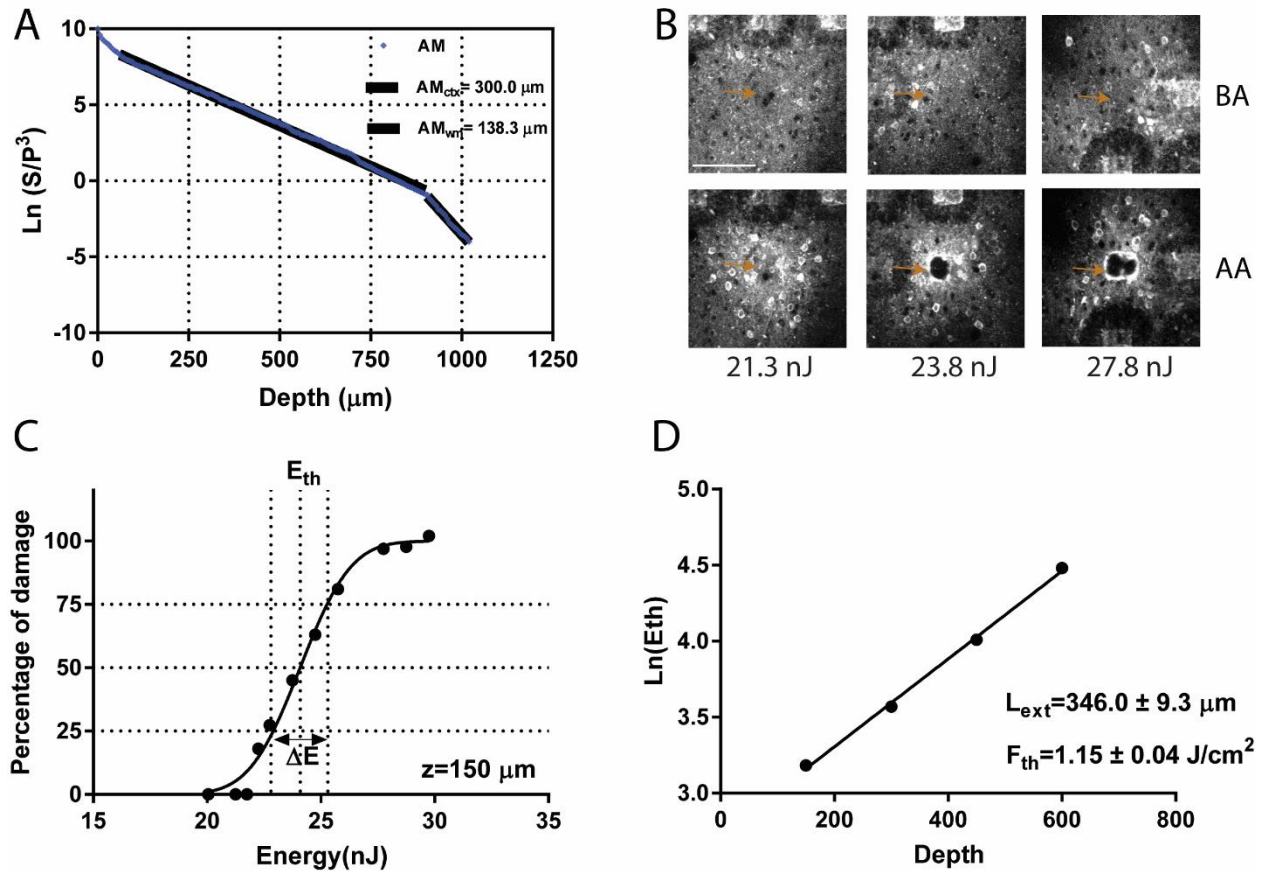 A
Ln (S/P³)
10
5
0
-5
-10
0 250 500 750 1000 1250
Depth (μm)
AM
AMctx= 300.0 μm
AMwm= 138.3 μm
B
BA
AA
21.3 nJ 23.8 nJ 27.8 nJ
C
Eth
Percentage of damage
100
75
50
25
0
ΔE
z=150 μm
15 20 25 30 35
Energy(nJ)
D
Ln(Eth)
5.0
4.5
4.0
3.5
3.0
Lext=346.0 ± 9.3 μm
Fth=1.15 ± 0.04 J/cm²
0 200 400 600 800
Depth